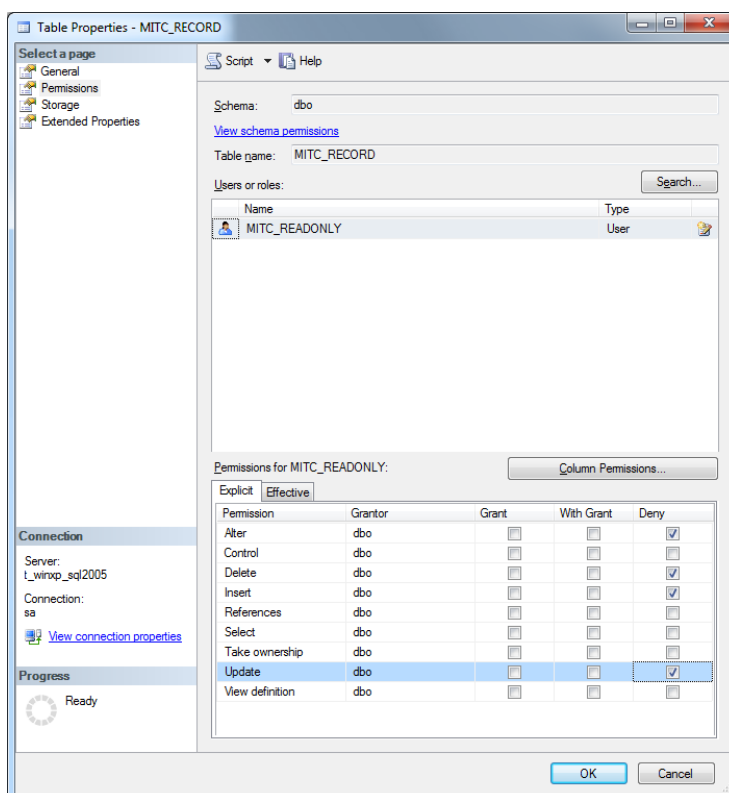 Table Properties - MITC_RECORD
Select a page
General
Permissions
Storage
Extended Properties
Script Help
Schema: dbo
View schema permissions
Table name: MITC_RECORD
Users or roles: Search...
Name Type
MITC_READONLY User
Permissions for MITC_READONLY: Column Permissions...
Explicit Effective
Permission Grantor Grant With Grant Deny
Alter dbo
Control dbo
Delete dbo
Insert dbo
References dbo
Select dbo
Take ownership dbo
Update dbo
View definition dbo
Connection
Server:
t_winxp_sql2005
Connection:
sa
View connection properties
Progress
Ready
OK Cancel